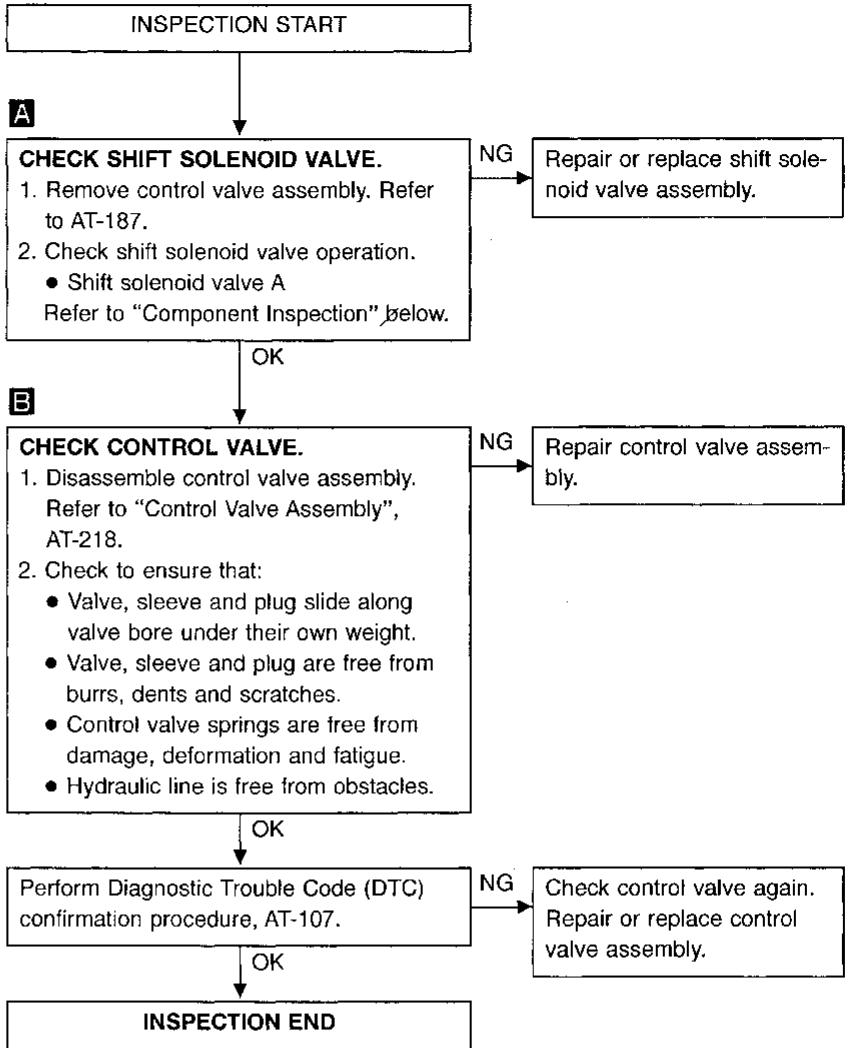 INSPECTION START
A
CHECK SHIFT SOLENOID VALVE.
1. Remove control valve assembly. Refer
to AT-187.
2. Check shift solenoid valve operation.
● Shift solenoid valve A
Refer to “Component Inspection” below.
NG
Repair or replace shift sole-
noid valve assembly.
OK
B
CHECK CONTROL VALVE.
1. Disassemble control valve assembly.
Refer to “Control Valve Assembly”,
AT-218.
2. Check to ensure that:
● Valve, sleeve and plug slide along
valve bore under their own weight.
● Valve, sleeve and plug are free from
burrs, dents and scratches.
● Control valve springs are free from
damage, deformation and fatigue.
● Hydraulic line is free from obstacles.
NG
Repair control valve assem-
bly.
OK
Perform Diagnostic Trouble Code (DTC)
confirmation procedure, AT-107.
NG
Check control valve again.
Repair or replace control
valve assembly.
OK
INSPECTION END